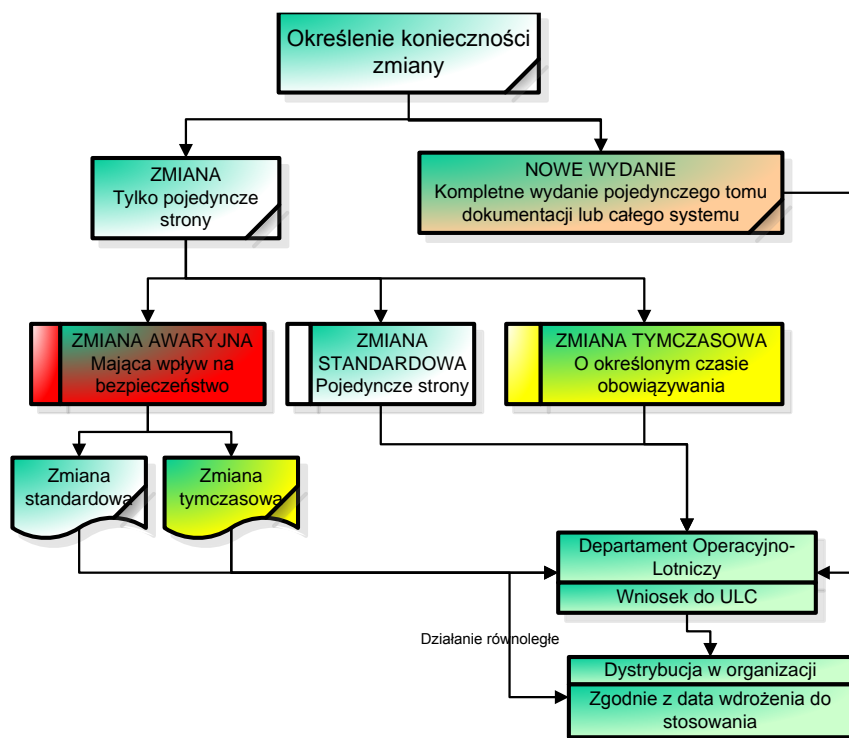 Określenie konieczności
zmiany
ZMIANA
Tylko pojedyncze
strony
NOWE WYDANIE
Kompletne wydanie pojedynczego tomu
dokumentacji lub całego systemu
ZMIANA AWARYJNA
Mająca wpływ na
bezpieczeństwo
ZMIANA
STANDARDOWA
Pojedyncze strony
ZMIANA TYMCZASOWA
O określonym czasie
obowiązywania
Zmiana
standardowa
Zmiana
tymczasowa
Departament Operacyjno-
Lotniczy
Wniosek do ULC
Działanie równoległe
Dystrybucja w organizacji
Zgodnie z data wdrożenia do
stosowania